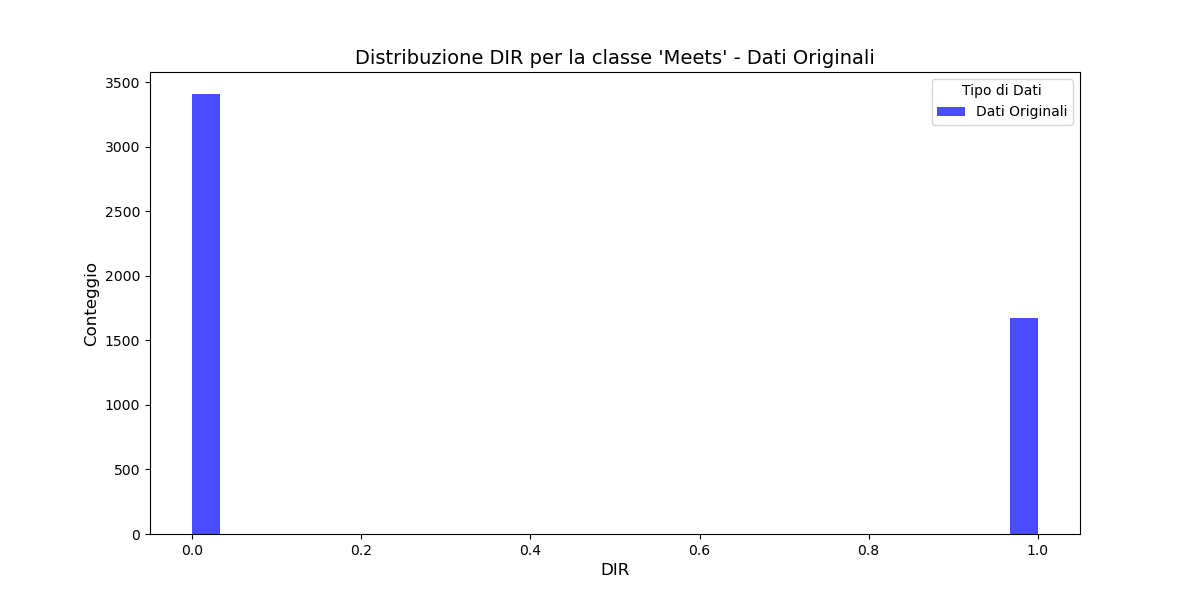 Distribuzione DIR per la classe 'Meets' - Dati Originali
Tipo di Dati
Dati Originali
Conteggio
3500
3000
2500
2000
1500
1000
500
0
0.0 0.2 0.4 0.6 0.8 1.0
DIR